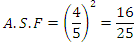 A.S.F = (4/5)² = 16/25